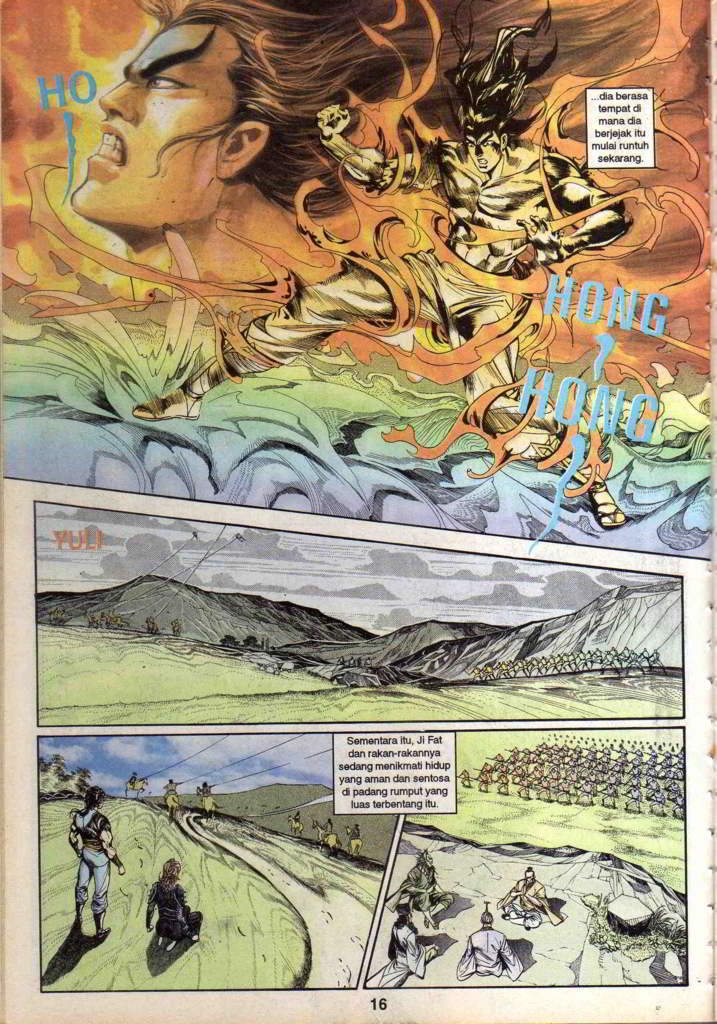 HO
...dia berasa
tempat di
mana dia
berjejak itu
mulai runtuh
sekarang.
HONG
HONG
YULI
Sementara itu, Ji Fat
dan rakan-rakannya
sedang menikmati hidup
yang aman dan sentosa
di padang rumput yang
luas terbentang itu.
16